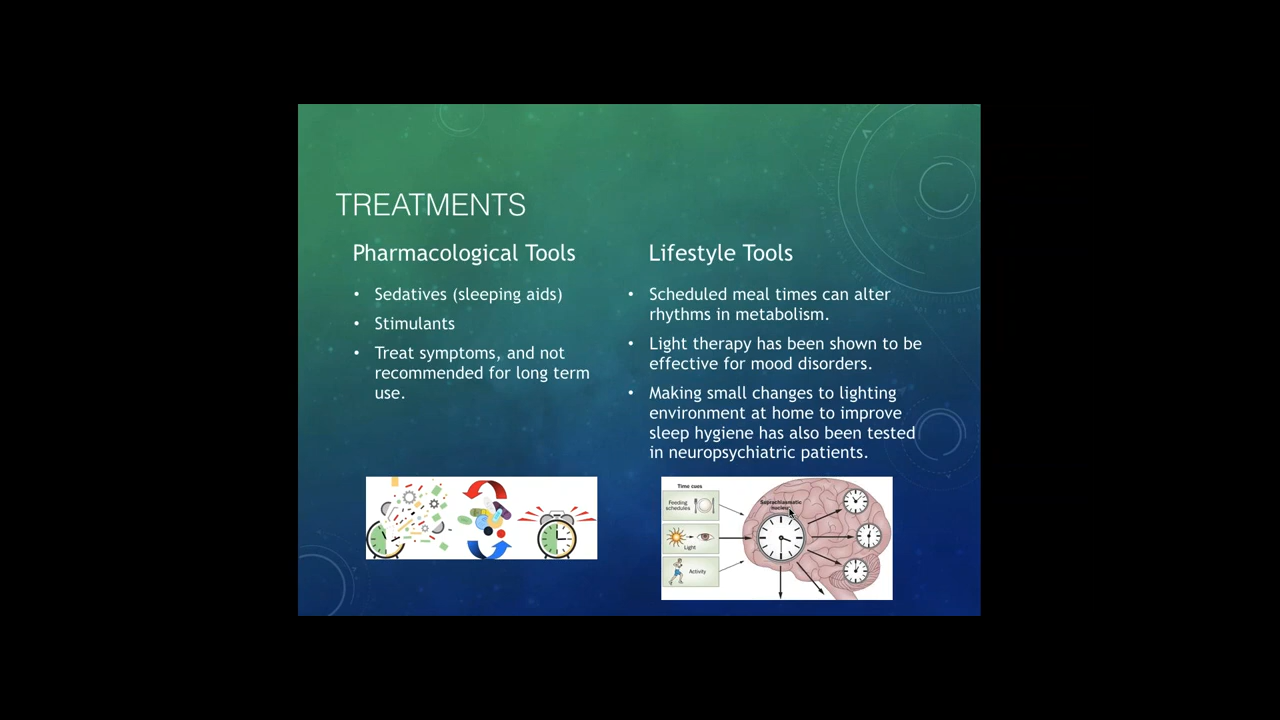 TREATMENTS
Pharmacological Tools
• Sedatives (sleeping aids)
• Stimulants
• Treat symptoms, and not
recommended for long term
use.
Lifestyle Tools
• Scheduled meal times can alter
rhythms in metabolism.
• Light therapy has been shown to be
effective for mood disorders.
• Making small changes to lighting
environment at home to improve
sleep hygiene has also been tested
in neuropsychiatric patients.
Time cues
Feeding
schedules
Light
Activity
Suprachiasmatic
nucleus